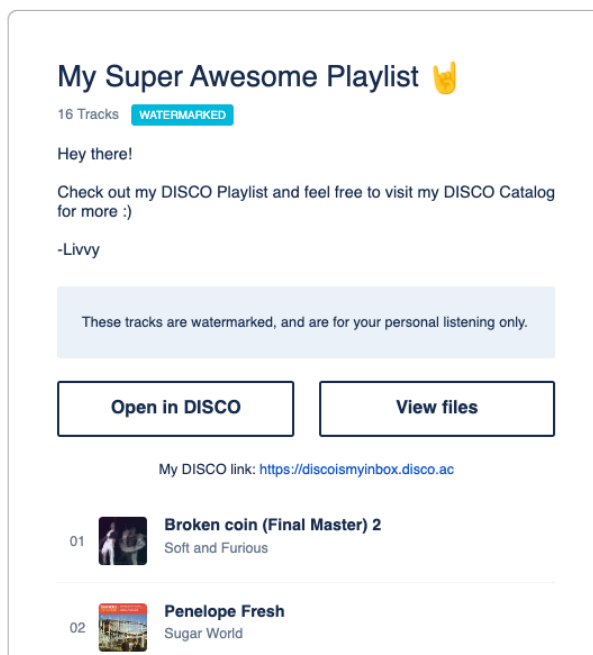 My Super Awesome Playlist 🤘
16 Tracks WATERMARKED
Hey there!
Check out my DISCO Playlist and feel free to visit my DISCO Catalog
for more :)
-Livvy
These tracks are watermarked, and are for your personal listening only.
Open in DISCO View files
My DISCO link: https://discoismyinbox.disco.ac
01 Broken coin (Final Master) 2
Soft and Furious
02 Penelope Fresh
Sugar World